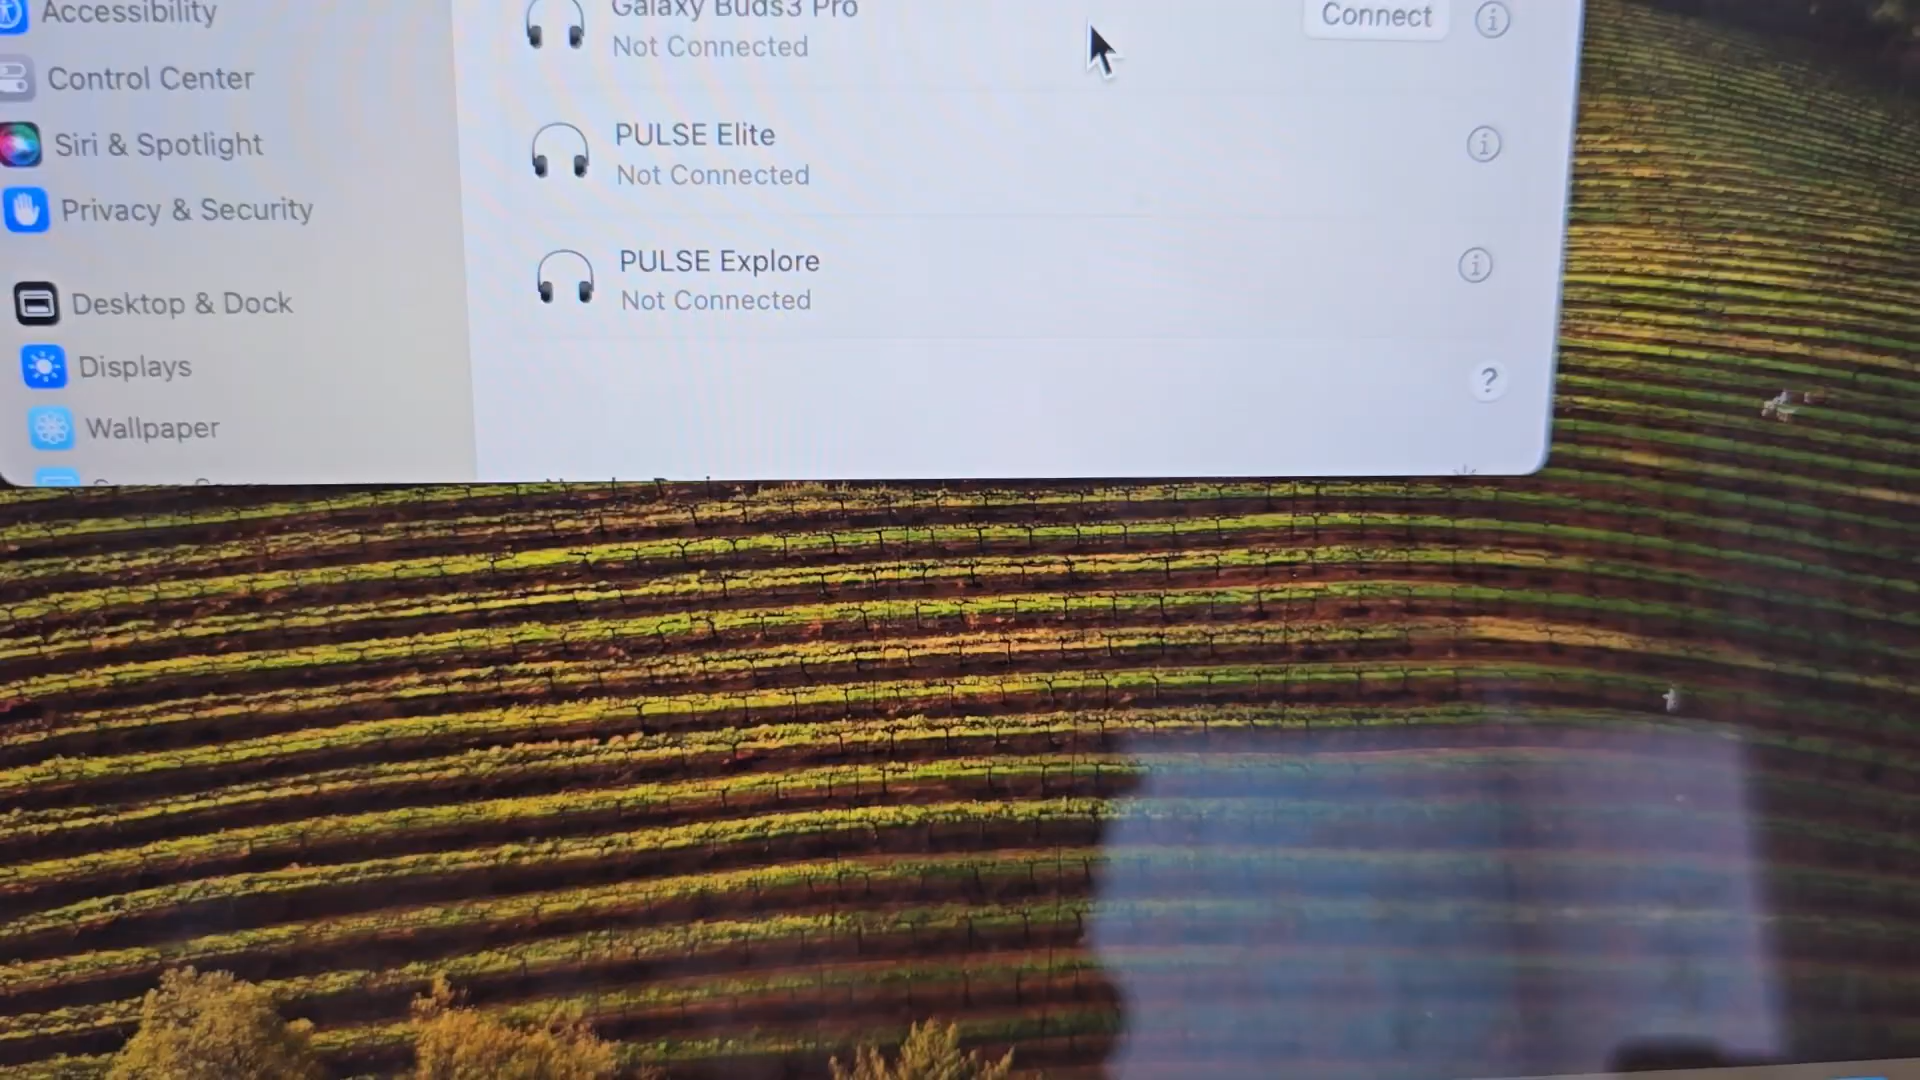 Accessibility
Control Center
Siri & Spotlight
Privacy & Security
Desktop & Dock
Displays
Wallpaper
Galaxy Buds3 Pro
Not Connected
Connect
PULSE Elite
Not Connected
PULSE Explore
Not Connected
?